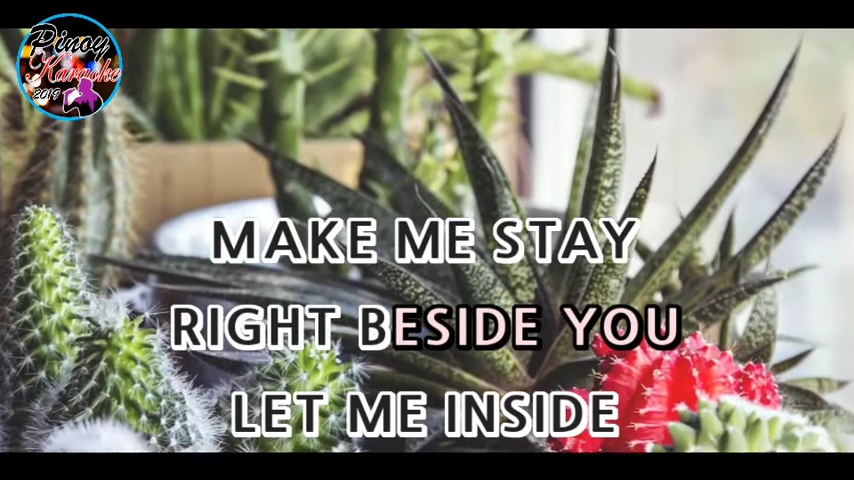 Pinoy
Karaoke
2019
MAKE ME STAY
RIGHT BESIDE YOU
LET ME INSIDE